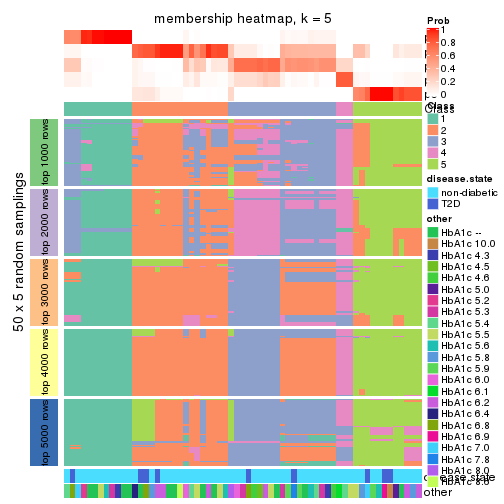 membership heatmap, k = 5
50 x 5 random samplings
top 1000 rows
top 2000 rows
top 3000 rows
top 4000 rows
top 5000 rows
Prob
1
0.8
0.6
0.4
0.2
0
Class
Class
1
2
3
4
5
disease.state
non-diabetic
T2D
other
HbA1c --
HbA1c 10.0
HbA1c 4.3
HbA1c 4.5
HbA1c 4.6
HbA1c 5.0
HbA1c 5.2
HbA1c 5.3
HbA1c 5.4
HbA1c 5.5
HbA1c 5.6
HbA1c 5.8
HbA1c 5.9
HbA1c 6.0
HbA1c 6.1
HbA1c 6.2
HbA1c 6.4
HbA1c 6.8
HbA1c 6.9
HbA1c 7.0
HbA1c 7.8
HbA1c 8.0
other